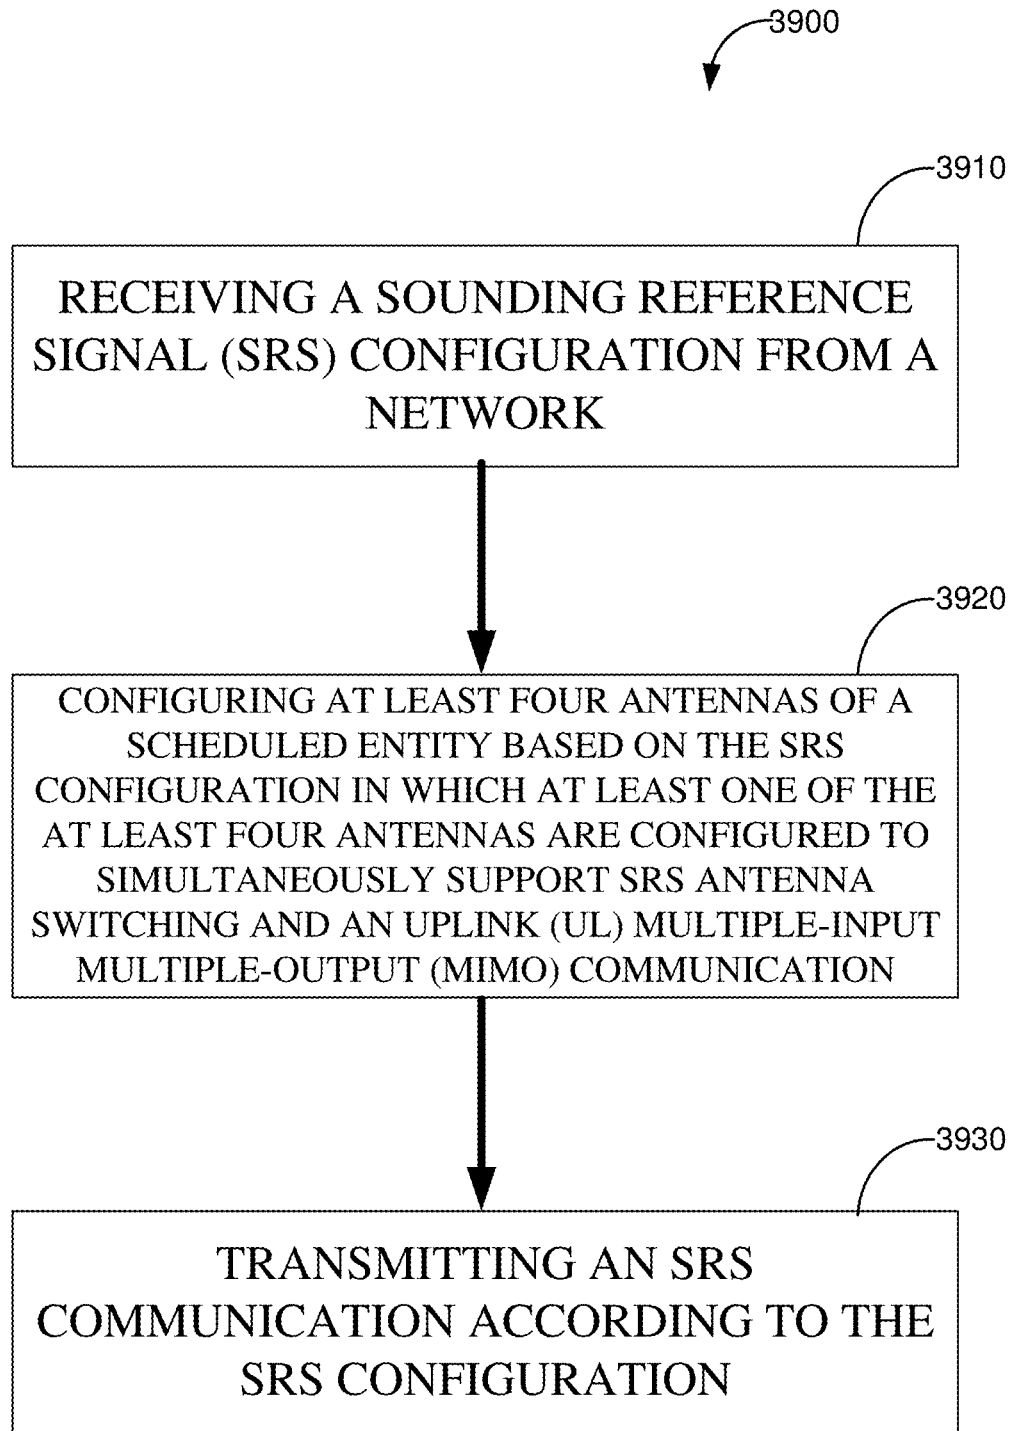 3900
3910
RECEIVING A SOUNDING REFERENCE
SIGNAL (SRS) CONFIGURATION FROM A
NETWORK
3920
CONFIGURING AT LEAST FOUR ANTENNAS OF A
SCHEDULED ENTITY BASED ON THE SRS
CONFIGURATION IN WHICH AT LEAST ONE OF THE
AT LEAST FOUR ANTENNAS ARE CONFIGURED TO
SIMULTANEOUSLY SUPPORT SRS ANTENNA
SWITCHING AND AN UPLINK (UL) MULTIPLE-INPUT
MULTIPLE-OUTPUT (MIMO) COMMUNICATION
3930
TRANSMITTING AN SRS
COMMUNICATION ACCORDING TO THE
SRS CONFIGURATION